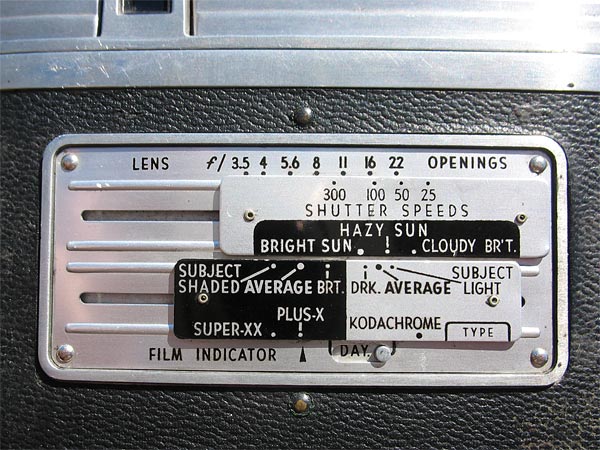 LENS f/ 3.5 4 5.6 8 11 16 22 OPENINGS
300 100 50 25
SHUTTER SPEEDS
HAZY SUN
BRIGHT SUN CLOUDY BR'T.
SUBJECT SUBJECT
SHADED AVERAGE BRT. DRK. AVERAGE LIGHT
PLUS-X
SUPER-XX KODACHROME TYPE
FILM INDICATOR DAY.